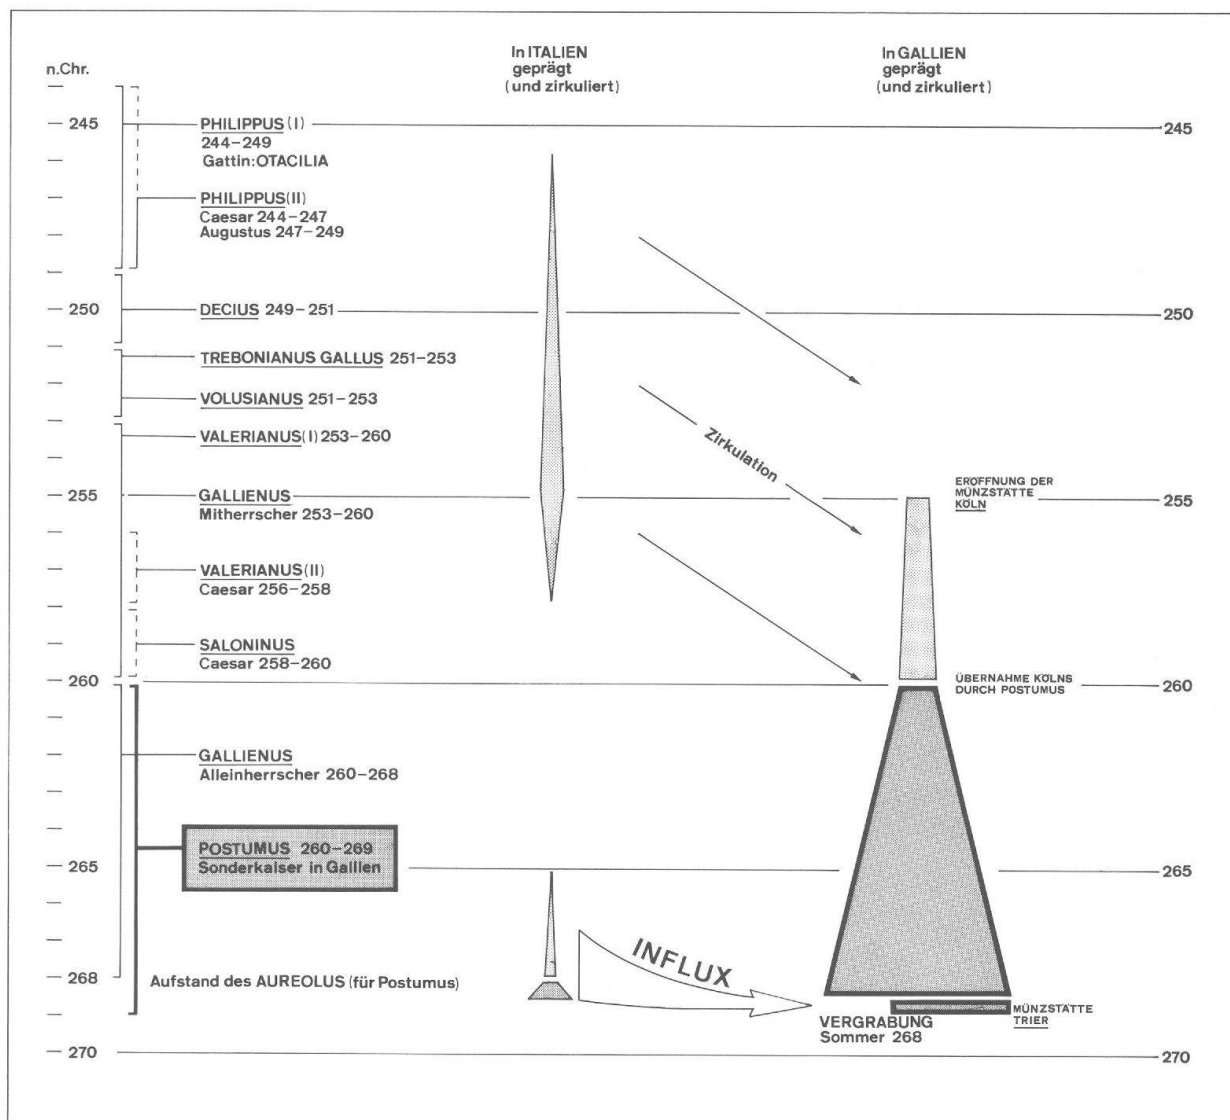 n.Chr.
In ITALIEN
geprägt
(und zirkuliert)
In GALLIEN
geprägt
(und zirkuliert)
245
PHILIPPUS (I)
244–249
Gattin: OTACILIA
245
PHILIPPUS (II)
Caesar 244–247
Augustus 247–249
250
DECIUS 249–251
250
TREBONIANUS GALLUS 251–253
VOLUSIANUS 251–253
VALERIANUS (I) 253–260
Zirkulation
255
GALLIENUS
Mitherrscher 253–260
ERÖFFNUNG DER
MÜNZSTÄTTE
KÖLN
255
VALERIANUS (II)
Caesar 256–258
SALONINUS
Caesar 258–260
260
ÜBERNAHME KÖLNS
DURCH POSTUMUS
260
GALLIENUS
Alleinherrscher 260–268
POSTUMUS 260–269
Sonderkaiser in Gallien
265
265
INFLUX
268
Aufstand des AUREOLUS (für Postumus)
VERGRABUNG
Sommer 268
MÜNZSTÄTTE
TRIER
270
270